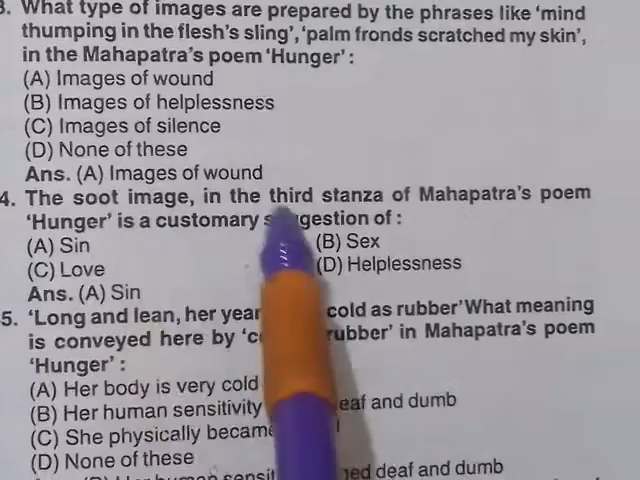 3. What type of images are prepared by the phrases like ‘mind
thumping in the flesh’s sling’, ‘palm fronds scratched my skin’,
in the Mahapatra’s poem ‘Hunger’ :
(A) Images of wound
(B) Images of helplessness
(C) Images of silence
(D) None of these
Ans. (A) Images of wound
4. The soot image, in the third stanza of Mahapatra’s poem
‘Hunger’ is a customary suggestion of :
(A) Sin (B) Sex
(C) Love (D) Helplessness
Ans. (A) Sin
5. ‘Long and lean, her cold as rubber’ What meaning
is conveyed here by rubber’ in Mahapatra’s poem
‘Hunger’ :
(A) Her body is very cold
(B) Her human sensitivity deaf and dumb
(C) She physically became
(D) None of these
deaf and dumb